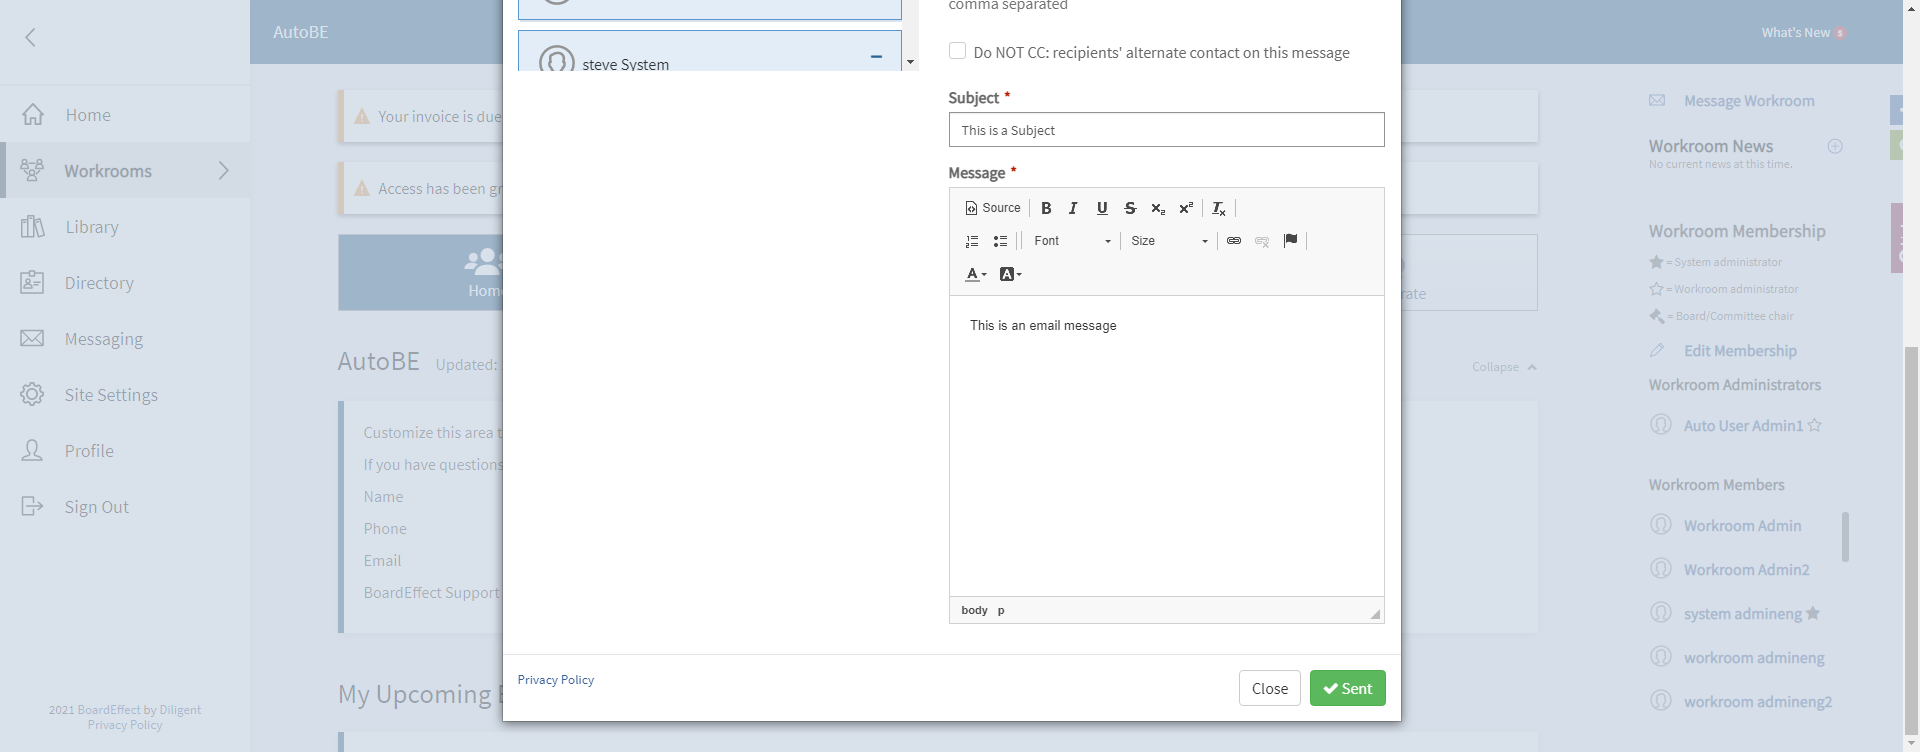 AutoBE
What's New
Home
Workrooms
Library
Directory
Messaging
Site Settings
Profile
Sign Out
2021 BoardEffect by Diligent
Privacy Policy
Your invoice is due
Access has been gr
Hom
AutoBE
Updated:
Customize this area
If you have questions
Name
Phone
Email
BoardEffect Support
My Upcoming
steve System
comma separated
Do NOT CC: recipients' alternate contact on this message
Subject *
This is a Subject
Message *
Source
Font
Size
This is an email message
body p
Privacy Policy
Close
Sent
rate
Collapse
Message Workroom
Workroom News
No current news at this time.
Workroom Membership
= System administrator
= Workroom administrator
= Board/Committee chair
Edit Membership
Workroom Administrators
Auto User Admin1
Workroom Members
Workroom Admin
Workroom Admin2
system admineng
workroom admineng
workroom admineng2